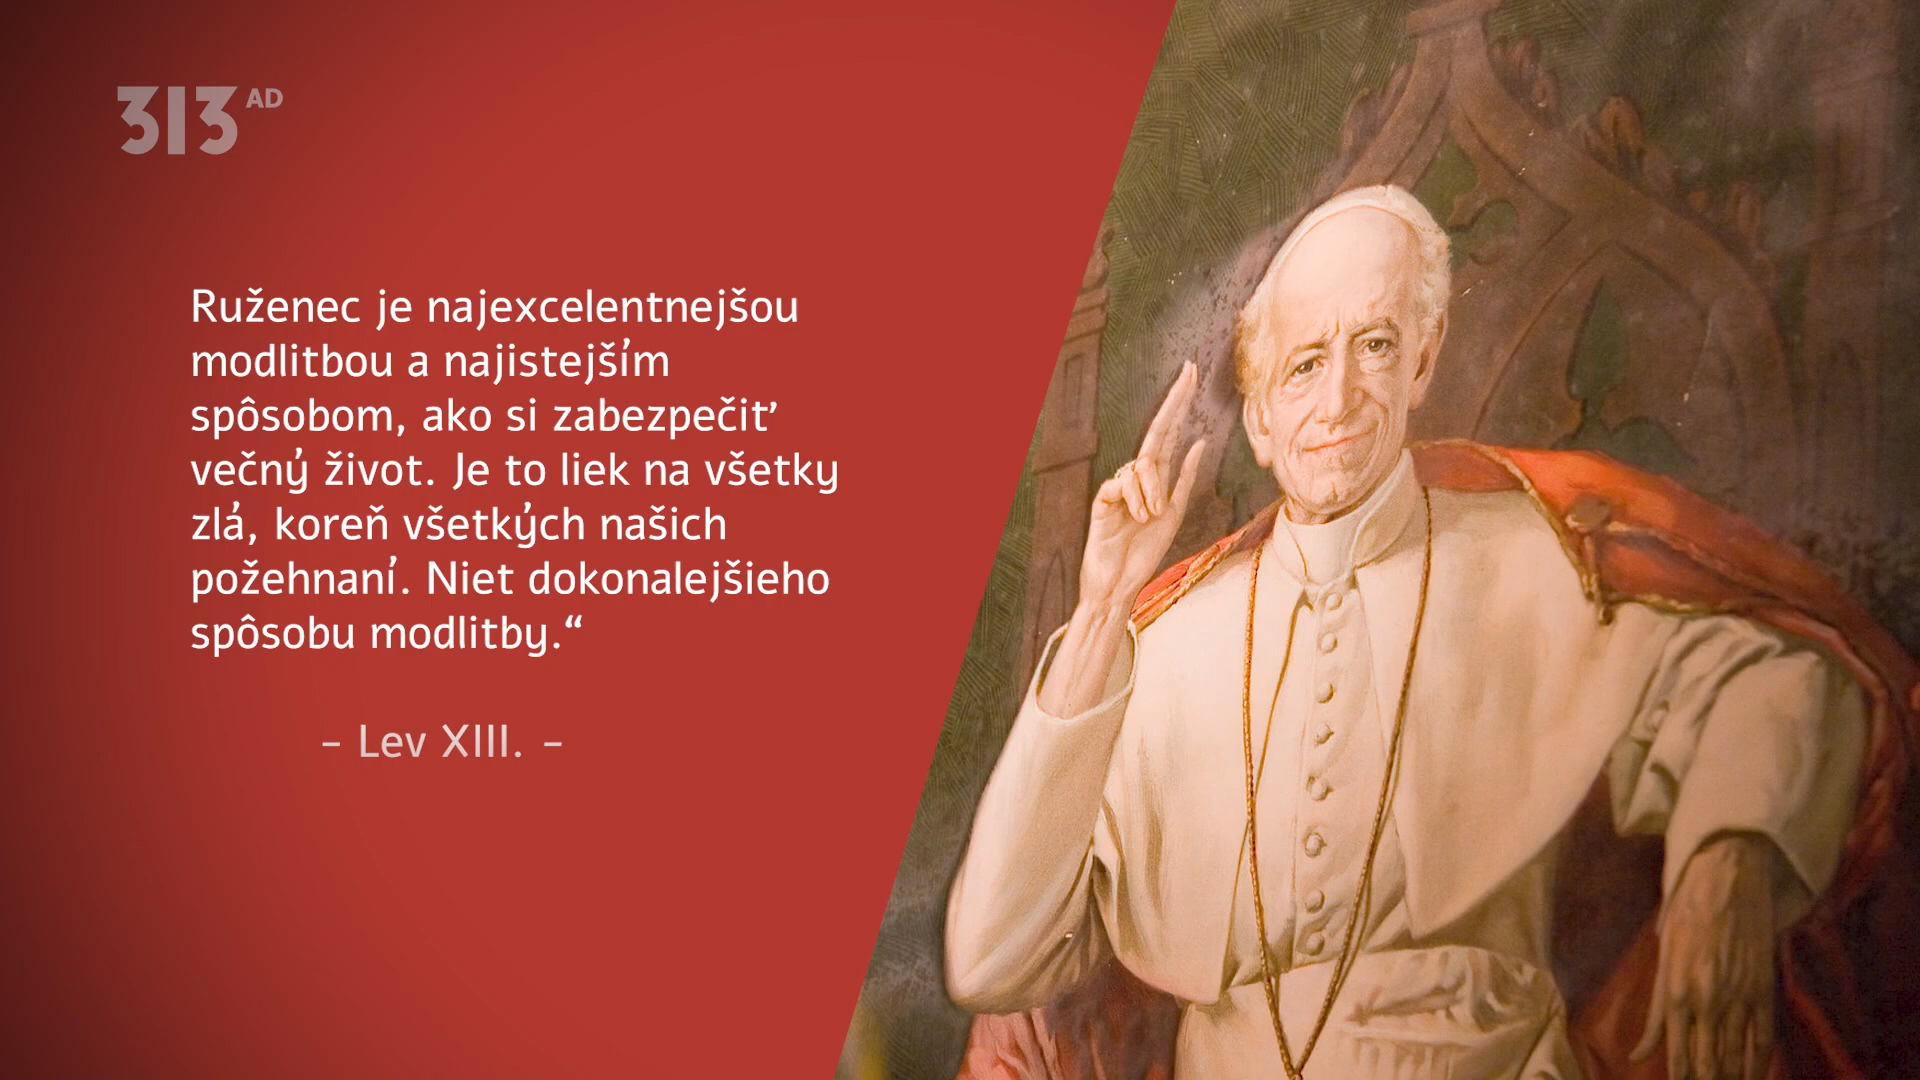 313 AD
Ruženec je najexcelentnejšou
modlitbou a najistejším
spôsobom, ako si zabezpečiť
večný život. Je to liek na všetky
zlá, koreň všetkých našich
požehnaní. Niet dokonalejšieho
spôsobu modlitby.“
– Lev XIII. –